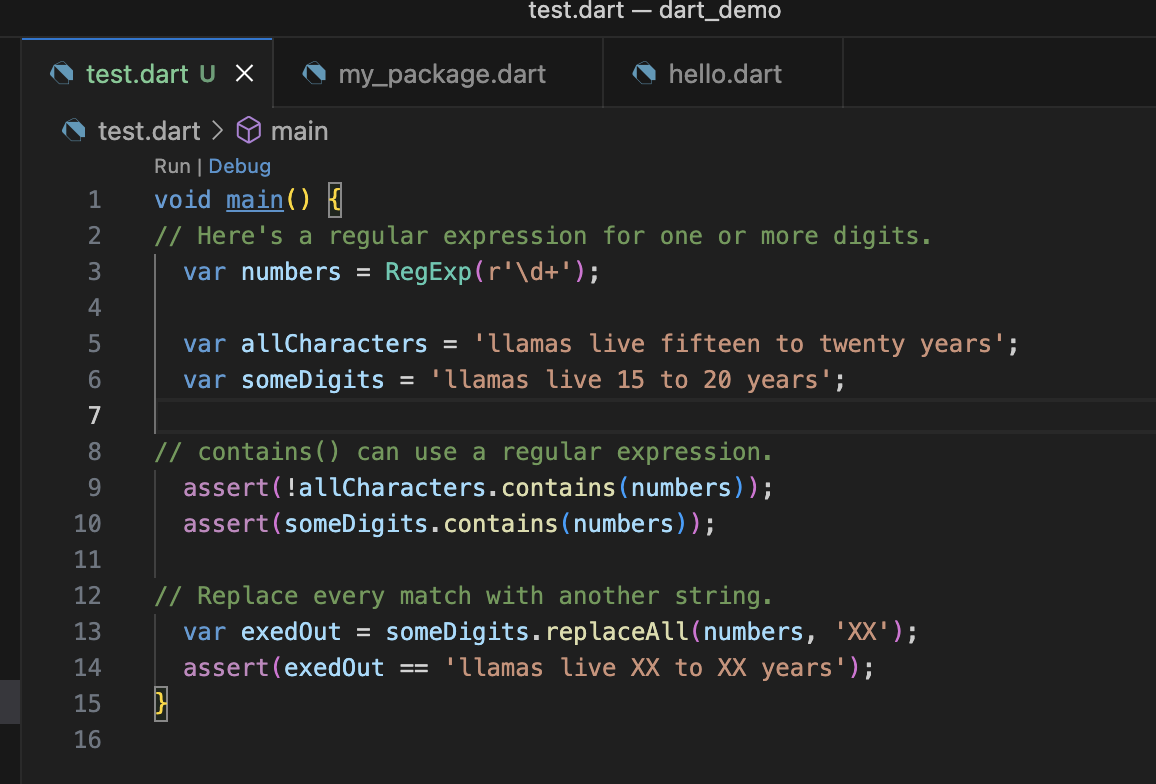 test.dart — dart_demo
test.dart U × my_package.dart hello.dart
test.dart > main
Run | Debug
1 void main() {
2 // Here's a regular expression for one or more digits.
3   var numbers = RegExp(r'\d+');
4
5   var allCharacters = 'llamas live fifteen to twenty years';
6   var someDigits = 'llamas live 15 to 20 years';
7
8 // contains() can use a regular expression.
9   assert(!allCharacters.contains(numbers));
10   assert(someDigits.contains(numbers));
11
12 // Replace every match with another string.
13   var exedOut = someDigits.replaceAll(numbers, 'XX');
14   assert(exedOut == 'llamas live XX to XX years');
15 }
16